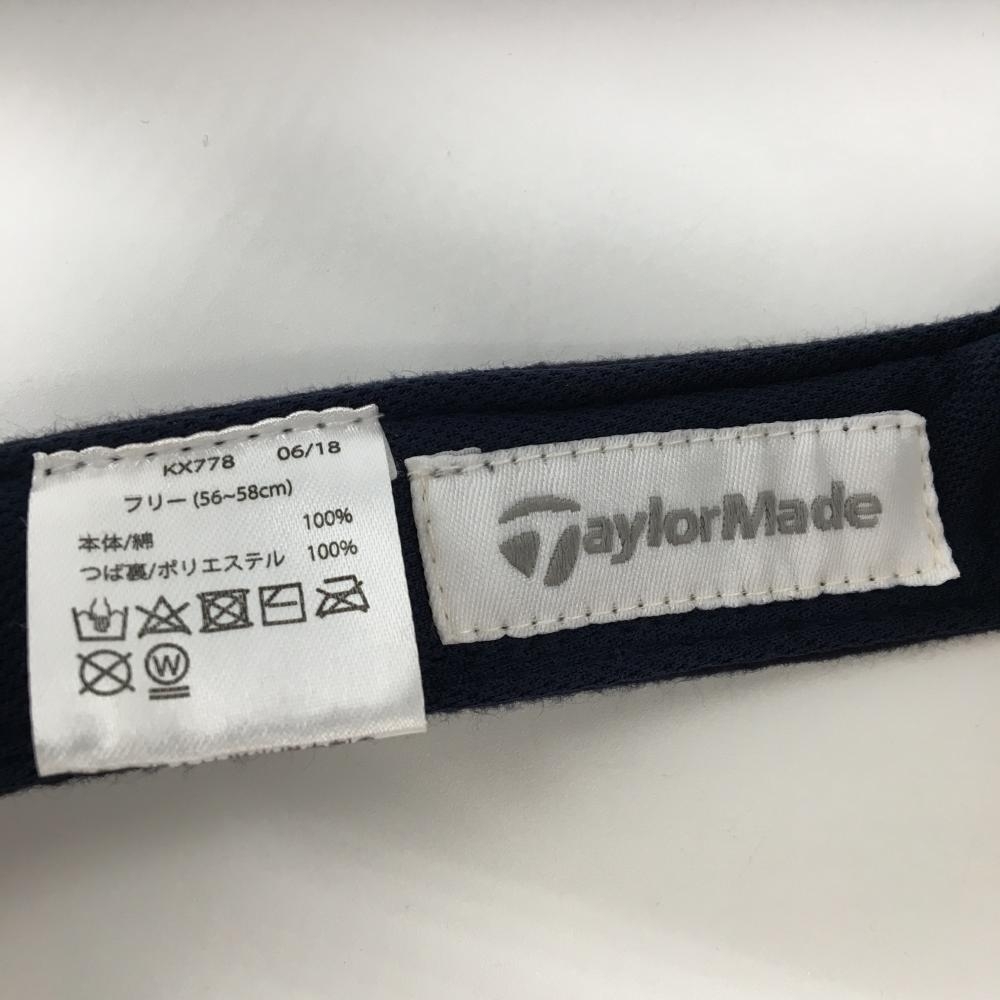 KX778 06/18
フリー (56~58cm)
本体/綿 100%
つば裏/ポリエステル 100%
W
TaylorMade